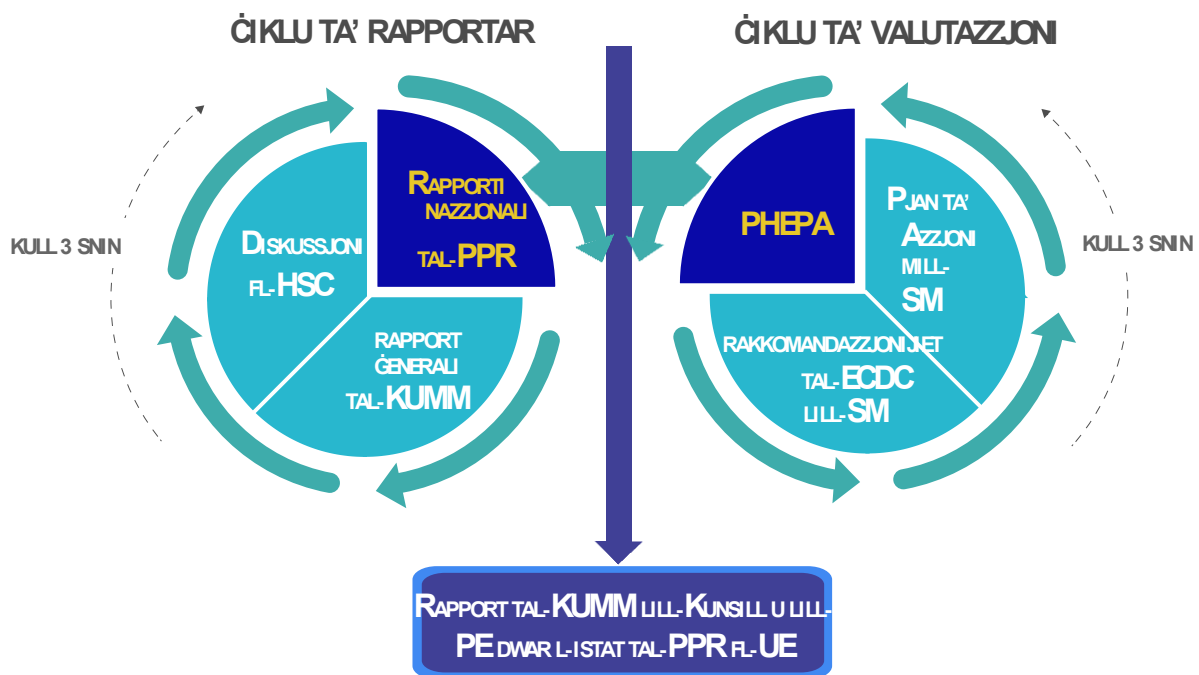 ĊIKLU TA’ RAPPORTAR
ĊIKLU TA’ VALUTAZZJONI
KULL 3 SNIN
DISKUSSJONI
FL-HSC
RAPPORTI
NAZZJONALI
TAL-PPR
RAPPORT
ĠENERALI
TAL-KUMM
PHEPA
PJAN TA’
AZZJONI
MILL-
SM
RAKKOMANDAZZJONIJIET
TAL-ECDC
LILL-SM
KULL 3 SNIN
RAPPORT TAL-KUMM LILL-KUNSILL U LILL-
PE DWAR L-ISTAT TAL-PPR FL-UE